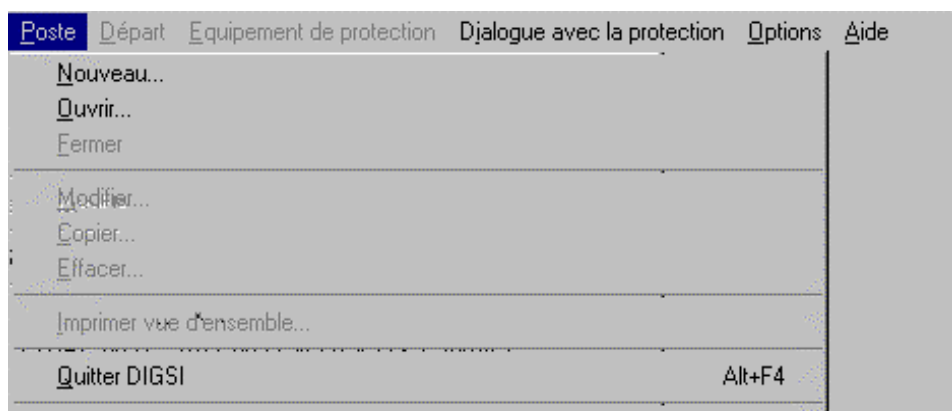 Poste Départ Equipement de protection Dialogue avec la protection Options Aide
Nouveau...
Ouvrir...
Fermer
Modifier...
Copier...
Effacer...
Imprimer vue d'ensemble...
Quitter DIGSI Alt+F4